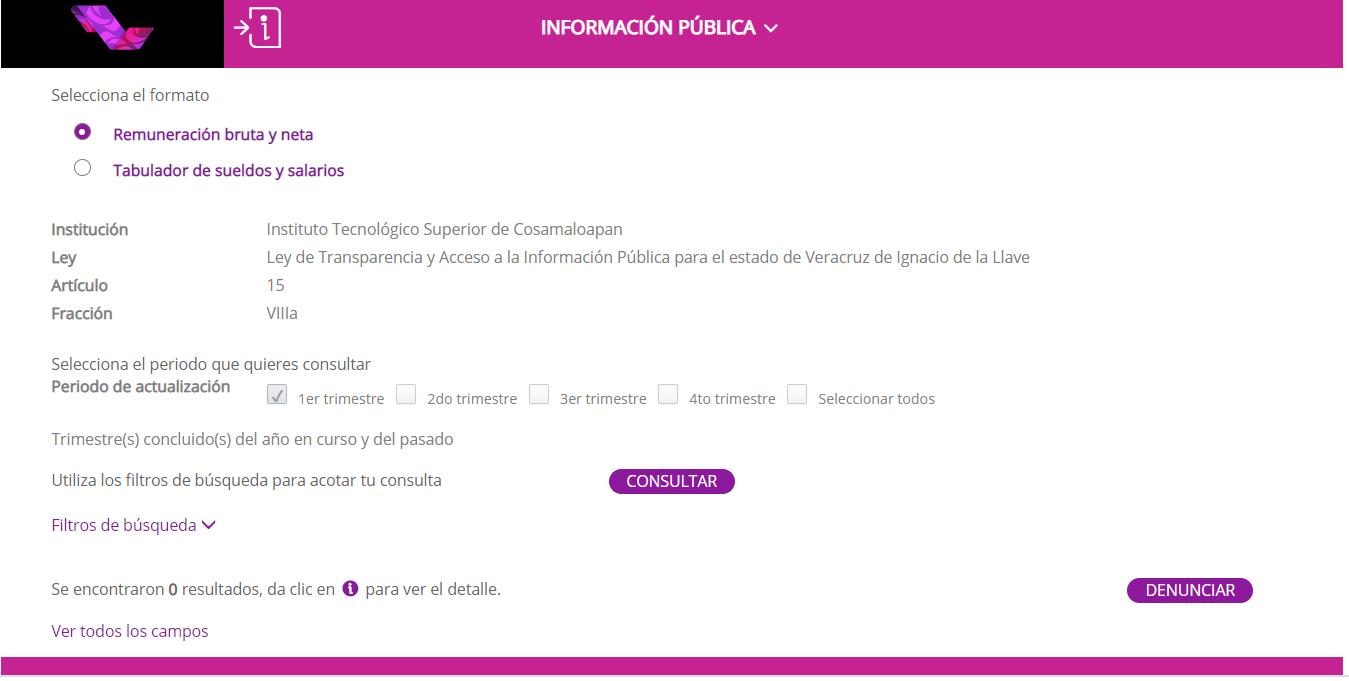 INFORMACIÓN PÚBLICA
Selecciona el formato
Remuneración bruta y neta
Tabulador de sueldos y salarios
Institución Instituto Tecnológico Superior de Cosamaloapan
Ley Ley de Transparencia y Acceso a la Información Pública para el estado de Veracruz de Ignacio de la Llave
Artículo 15
Fracción VIIIa
Selecciona el periodo que quieres consultar
Periodo de actualización 1er trimestre 2do trimestre 3er trimestre 4to trimestre Seleccionar todos
Trimestre(s) concluido(s) del año en curso y del pasado
Utiliza los filtros de búsqueda para acotar tu consulta CONSULTAR
Filtros de búsqueda
Se encontraron 0 resultados, da clic en i para ver el detalle. DENUNCIAR
Ver todos los campos